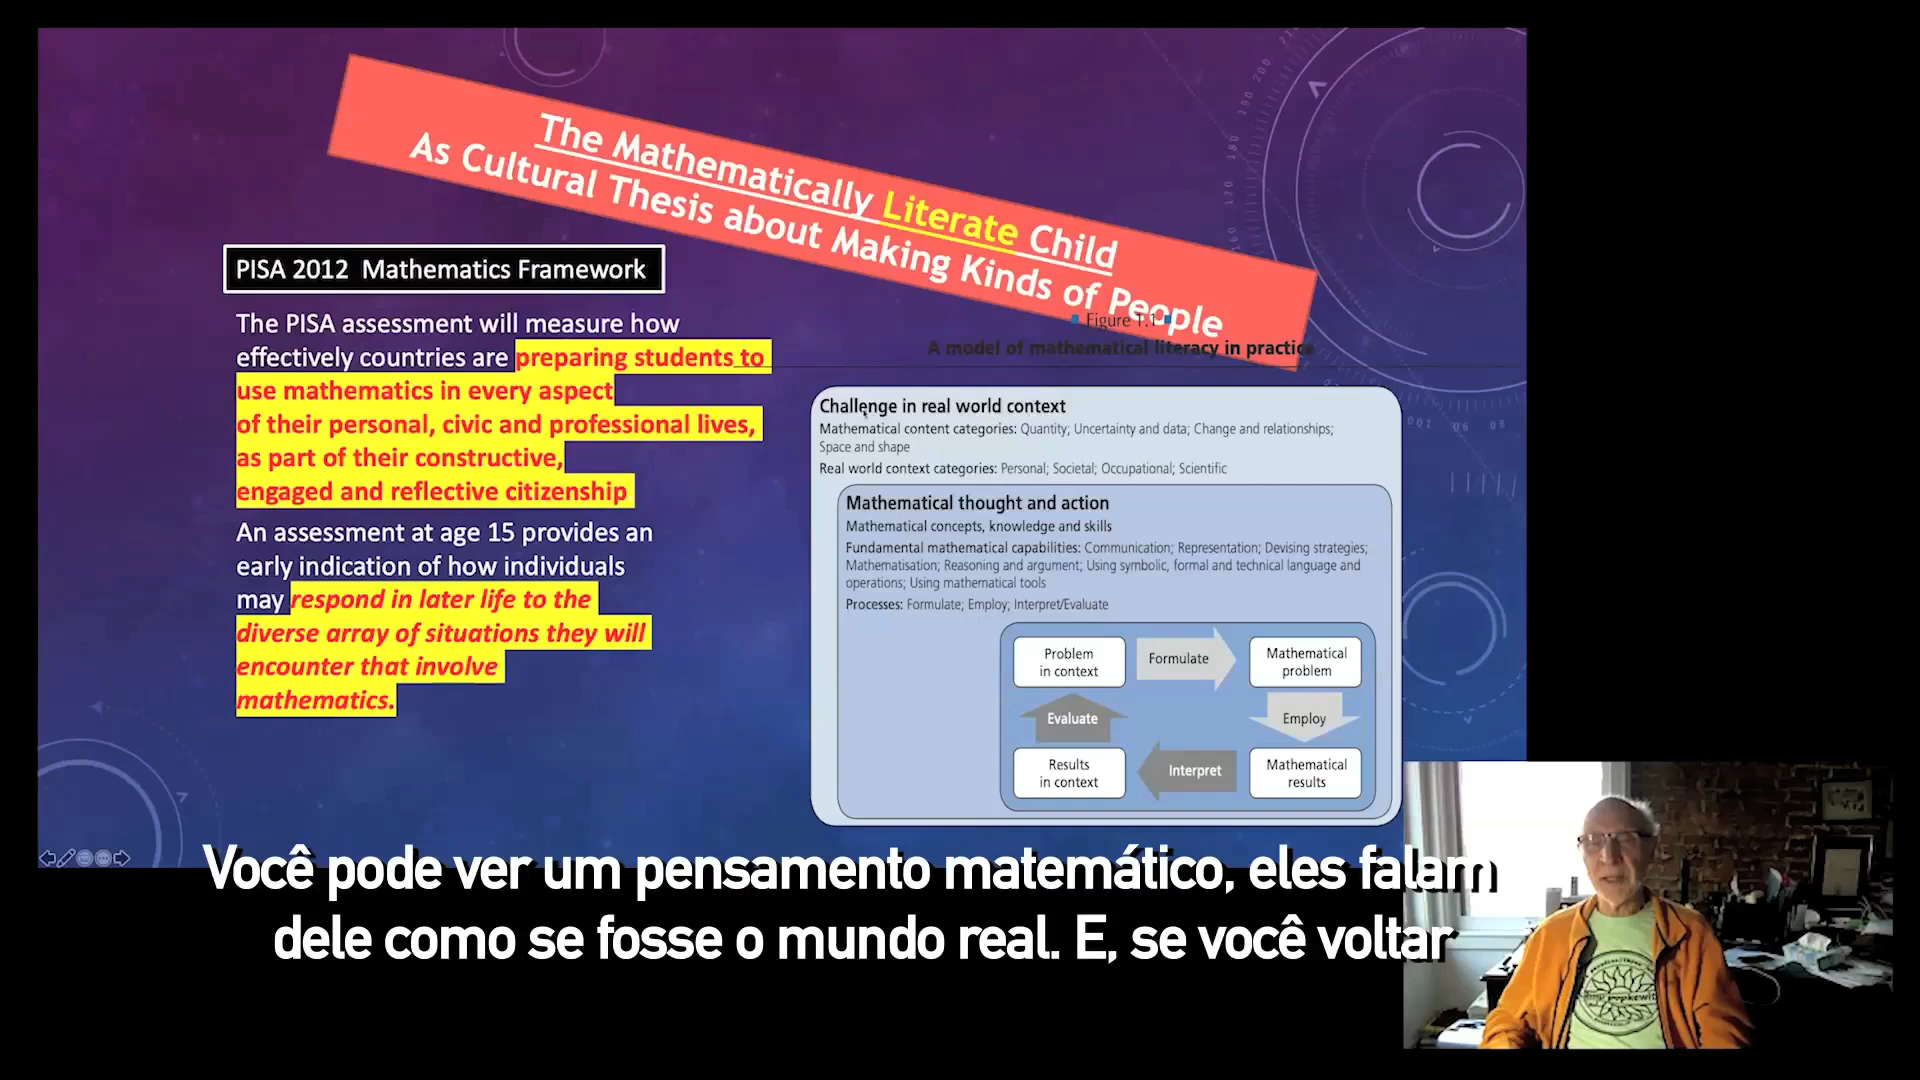 The Mathematically Literate Child
As Cultural Thesis about Making Kinds of People
PISA 2012 Mathematics Framework
The PISA assessment will measure how
effectively countries are preparing students to
use mathematics in every aspect
of their personal, civic and professional lives,
as part of their constructive,
engaged and reflective citizenship
An assessment at age 15 provides an
early indication of how individuals
may respond in later life to the
diverse array of situations they will
encounter that involve
mathematics.
Figure 1.1
A model of mathematical literacy in practice
Challenge in real world context
Mathematical content categories: Quantity; Uncertainty and data; Change and relationships;
Space and shape
Real world context categories: Personal; Societal; Occupational; Scientific
Mathematical thought and action
Mathematical concepts, knowledge and skills
Fundamental mathematical capabilities: Communication; Representation; Devising strategies;
Mathematisation; Reasoning and argument; Using symbolic, formal and technical language and
operations; Using mathematical tools
Processes: Formulate; Employ; Interpret/Evaluate
Problem
in context
Formulate
Mathematical
problem
Evaluate
Employ
Results
in context
Interpret
Mathematical
results
Você pode ver um pensamento matemático, eles falam
dele como se fosse o mundo real. E, se você voltar
popkewitz